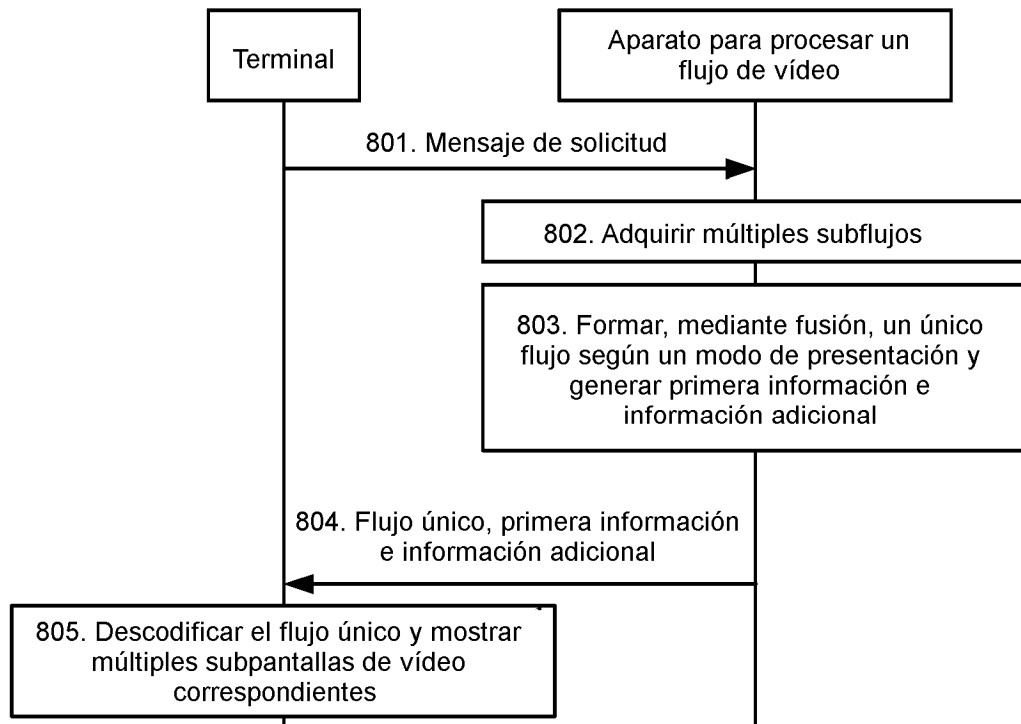 Terminal
Aparato para procesar un
flujo de vídeo
801. Mensaje de solicitud
802. Adquirir múltiples subflujos
803. Formar, mediante fusión, un único
flujo según un modo de presentación y
generar primera información e
información adicional
804. Flujo único, primera información
e información adicional
805. Descodificar el flujo único y mostrar
múltiples subpantallas de vídeo
correspondientes